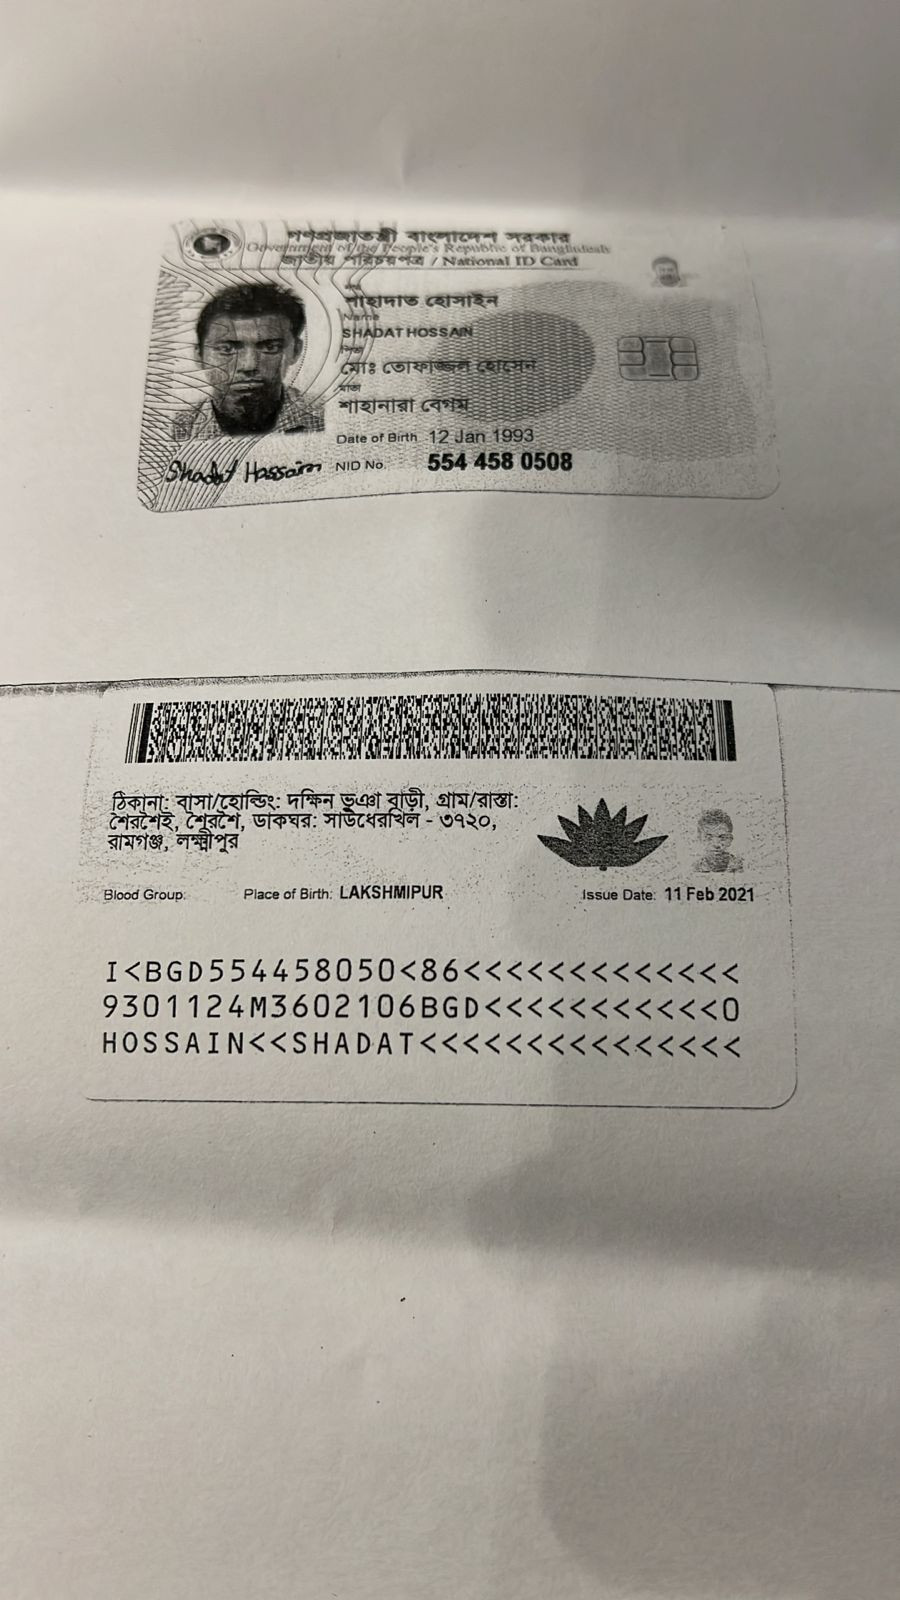 গণপ্রজাতন্ত্রী বাংলাদেশ সরকার
Government of the People's Republic of Bangladesh
জাতীয় পরিচয়পত্র / National ID Card
শাহাদাত হোসাইন
Name
SHADAT HOSSAIN
পিতা
মোঃ তোফাজ্জল হোসেন
মাতা
শাহানারা বেগম
Date of Birth 12 Jan 1993
Shadat Hossain NID No. 554 458 0508
ঠিকানা: বাসা/হোল্ডিং: দক্ষিন ভূঞা বাড়ী, গ্রাম/রাস্তা:
শৈরশৈই, শৈরশৈ, ডাকঘর: সাউধেরখিল - ৩৭২০,
রামগঞ্জ, লক্ষ্মীপুর
Blood Group: Place of Birth: LAKSHMIPUR Issue Date: 11 Feb 2021
I<BGD554458050<86<<<<<<<<<<<<<
9301124M3602106BGD<<<<<<<<<<<0
HOSSAIN<<SHADAT<<<<<<<<<<<<<<<